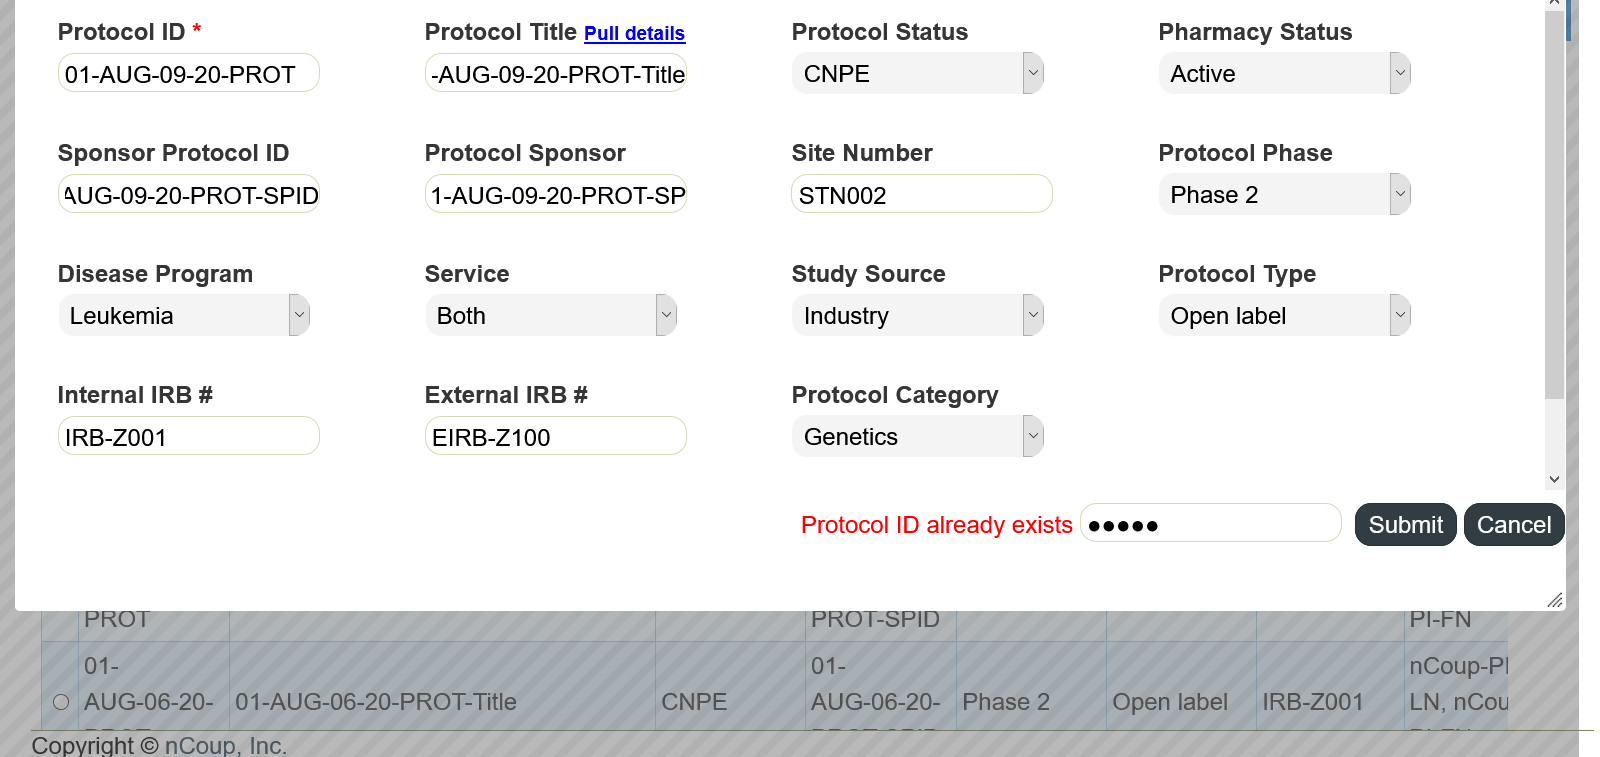 Protocol ID * Protocol Title Pull details Protocol Status Pharmacy Status
01-AUG-09-20-PROT -AUG-09-20-PROT-Title CNPE Active
Sponsor Protocol ID Protocol Sponsor Site Number Protocol Phase
AUG-09-20-PROT-SPID 1-AUG-09-20-PROT-SP STN002 Phase 2
Disease Program Service Study Source Protocol Type
Leukemia Both Industry Open label
Internal IRB # External IRB # Protocol Category
IRB-Z001 EIRB-Z100 Genetics
Protocol ID already exists ●●●●● Submit Cancel
PROT PROT-SPID PI-FN
01- 01- nCoup-PI
AUG-06-20- 01-AUG-06-20-PROT-Title CNPE AUG-06-20- Phase 2 Open label IRB-Z001 LN, nCou
Copyright © nCoup, Inc.